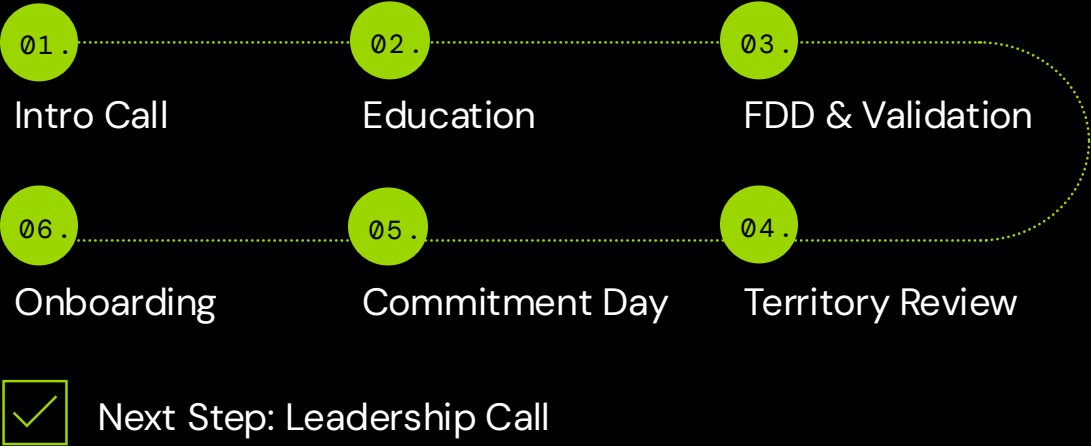 01. 02. 03.
Intro Call Education FDD & Validation
06. 05. 04.
Onboarding Commitment Day Territory Review
Next Step: Leadership Call